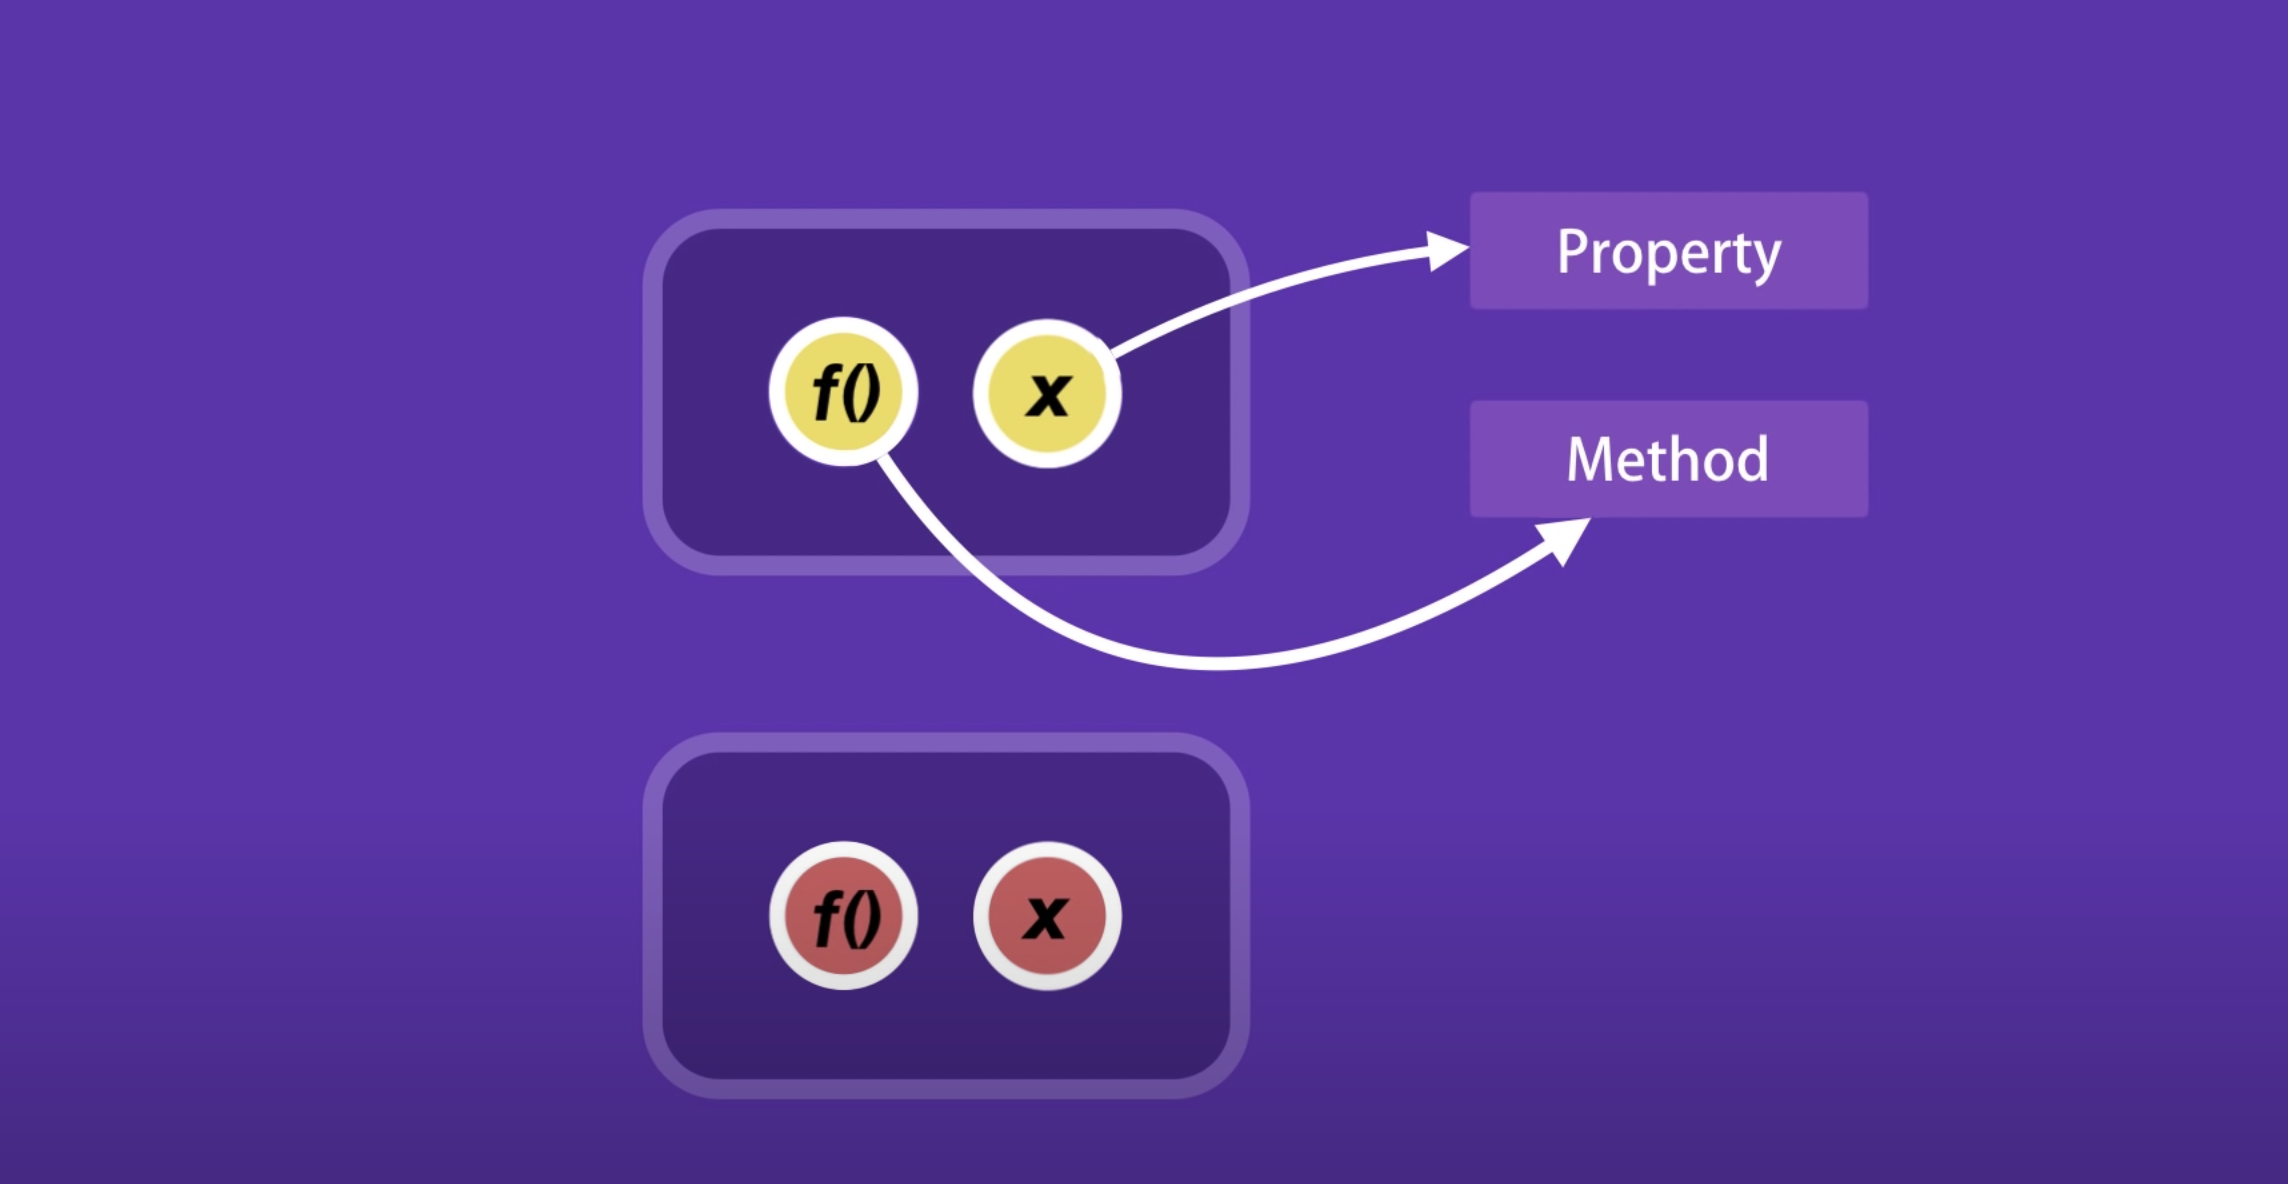 Property
f() x
Method
f() x